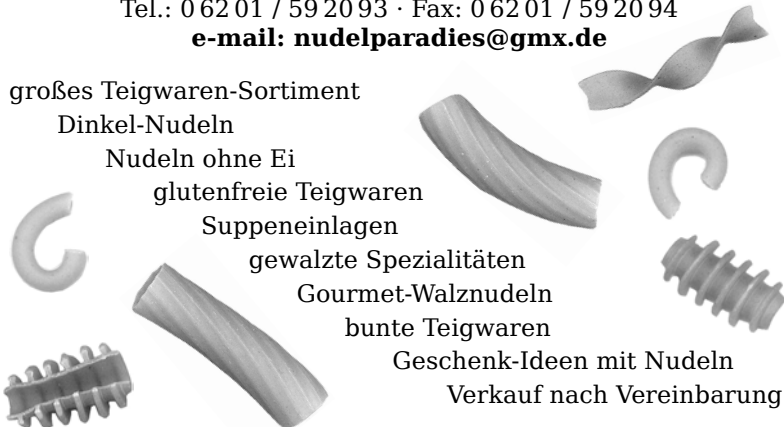 Tel.: 0 62 01 / 59 20 93 · Fax: 0 62 01 / 59 20 94
e-mail: nudelparadies@gmx.de
großes Teigwaren-Sortiment
Dinkel-Nudeln
Nudeln ohne Ei
glutenfreie Teigwaren
Suppeneinlagen
gewalzte Spezialitäten
Gourmet-Walznudeln
bunte Teigwaren
Geschenk-Ideen mit Nudeln
Verkauf nach Vereinbarung